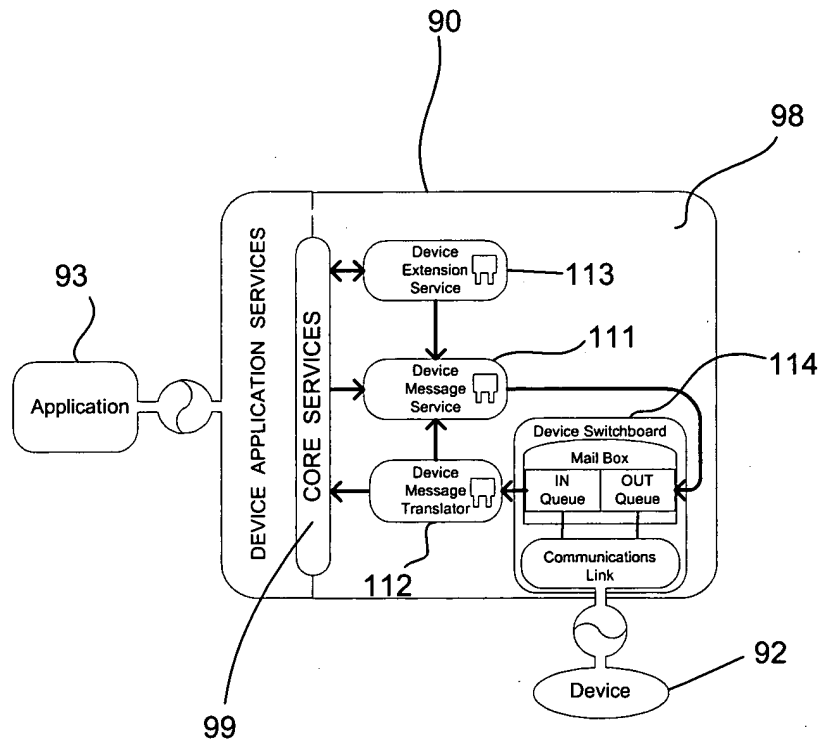 90
98
93
Application
DEVICE APPLICATION SERVICES
CORE SERVICES
Device
Extension
Service
113
Device
Message
Service
111
114
Device Switchboard
Mail Box
IN
Queue
OUT
Queue
Device
Message
Translator
112
Communications
Link
99
92
Device